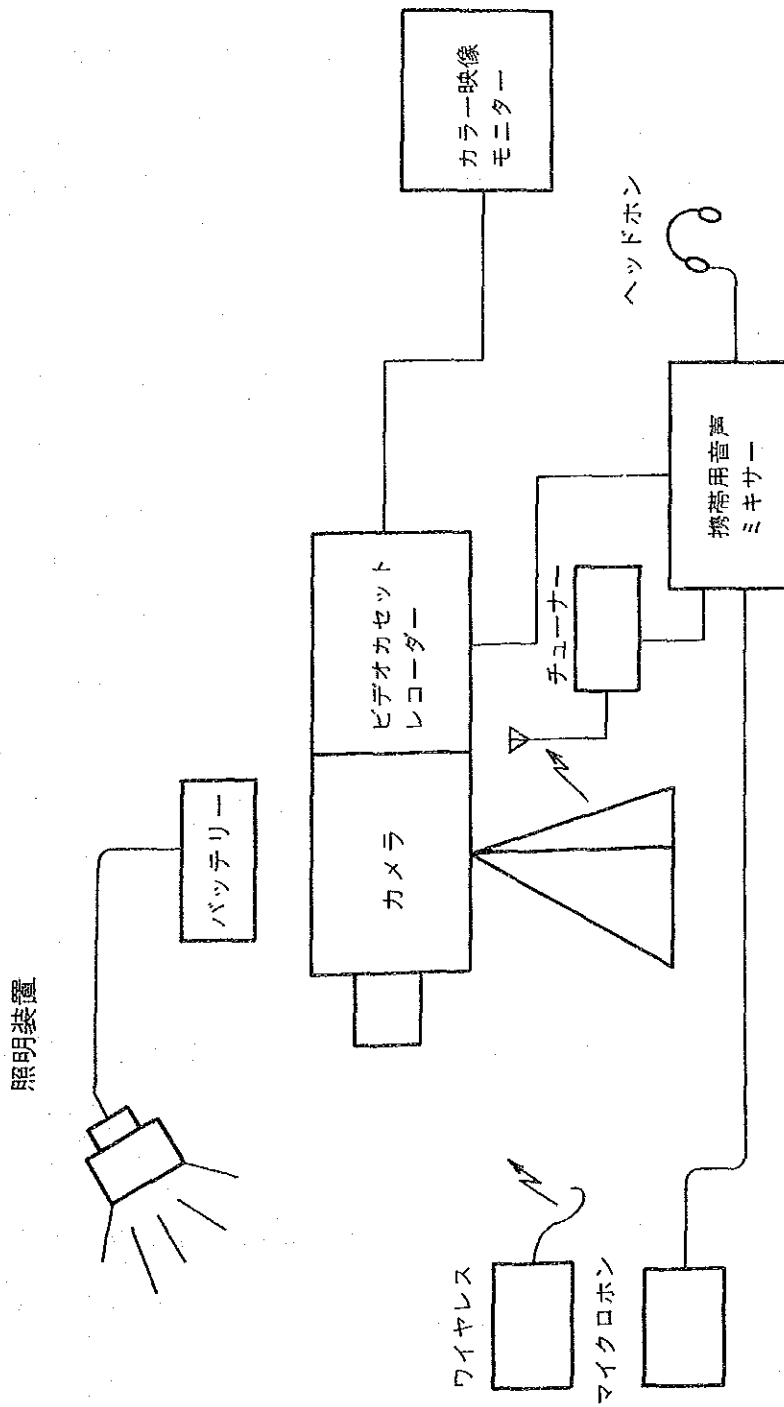 照明装置
バッテリー
カメラ
ビデオカセット
レコーダー
カラー映像
モニター
チューナー
ヘッドホン
携帯用音声
ミキサー
ワイヤレス
マイクロホン